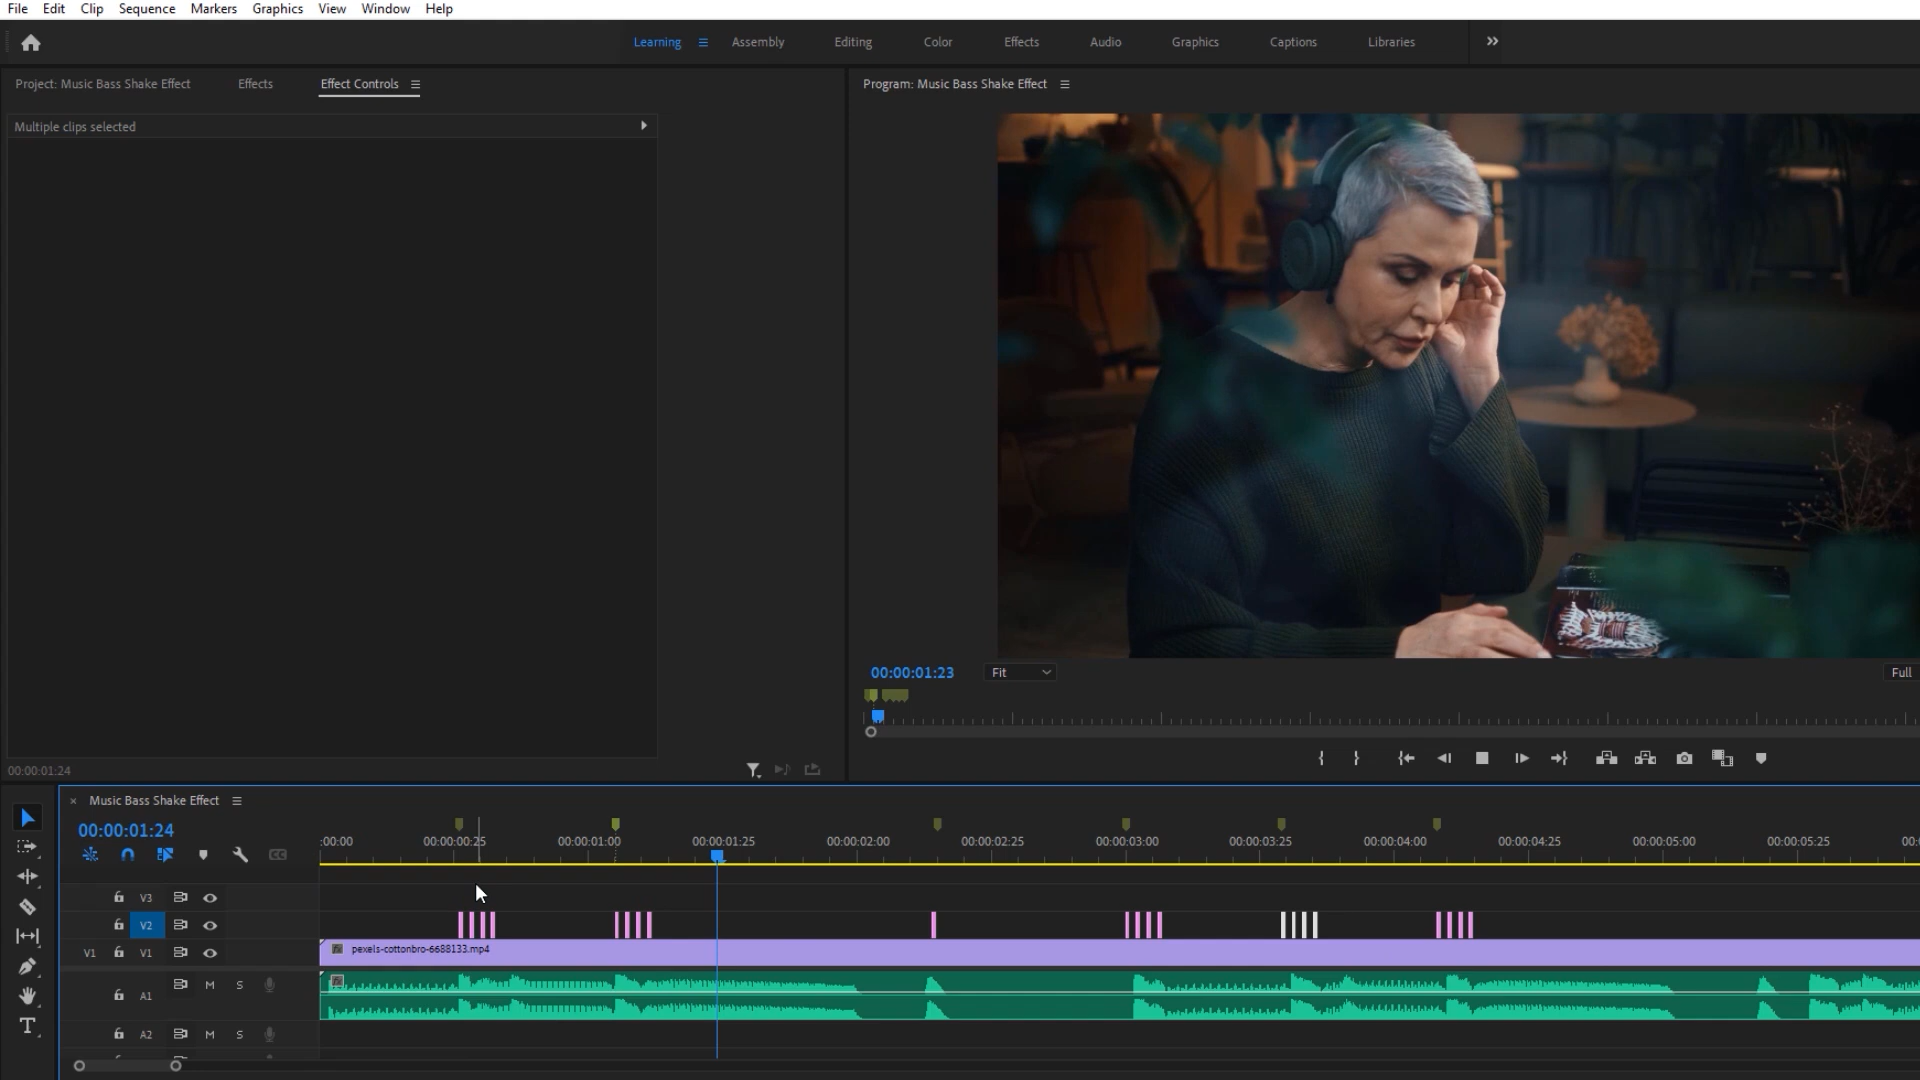 File Edit Clip Sequence Markers Graphics View Window Help
Learning Assembly Editing Color Effects Audio Graphics Captions Libraries
Project: Music Bass Shake Effect Effects Effect Controls
Program: Music Bass Shake Effect
Multiple clips selected
00:00:01:23 Fit Full
00:00:01:24
Music Bass Shake Effect
00:00:01:24
:00:00 00:00:00:25 00:00:01:00 00:00:01:25 00:00:02:00 00:00:02:25 00:00:03:00 00:00:03:25 00:00:04:00 00:00:04:25 00:00:05:00 00:00:05:25 00:
V3
V2
V1 V1 pexels-cottonbro-6688133.mp4
A1 M S
A2 M S